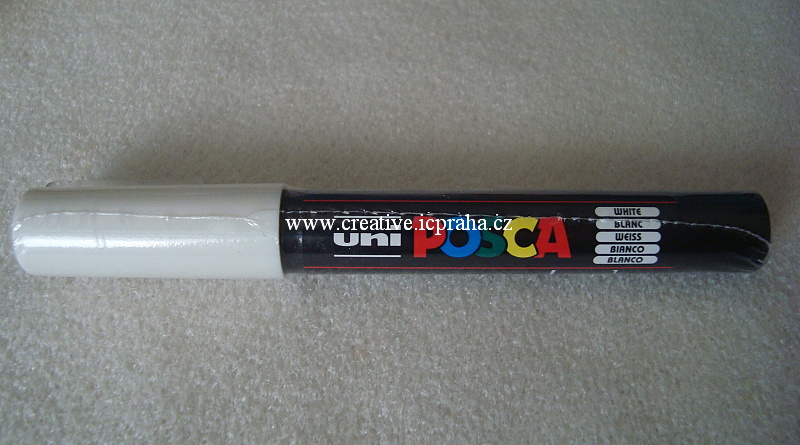 www.creative.icpraha.cz
uni POSCA
WHITE
BLANC
WEISS
BIANCO
BLANCO